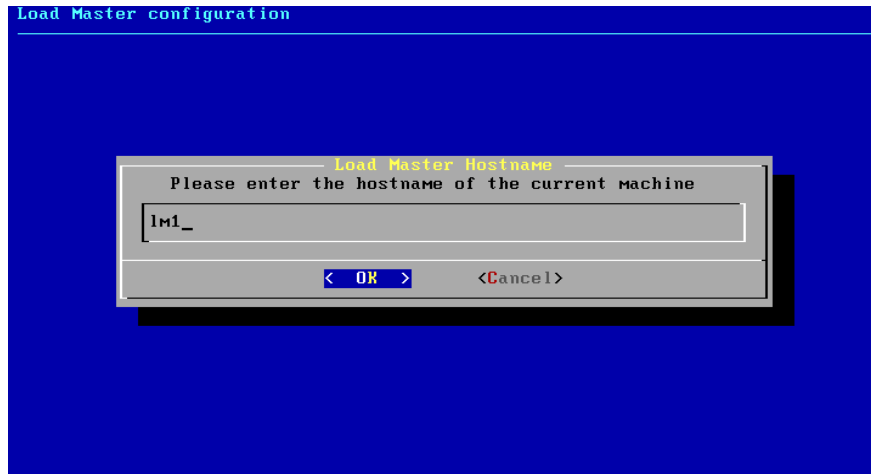 Load Master configuration
Load Master Hostname
Please enter the hostname of the current machine
lm1_
< OK > <Cancel>